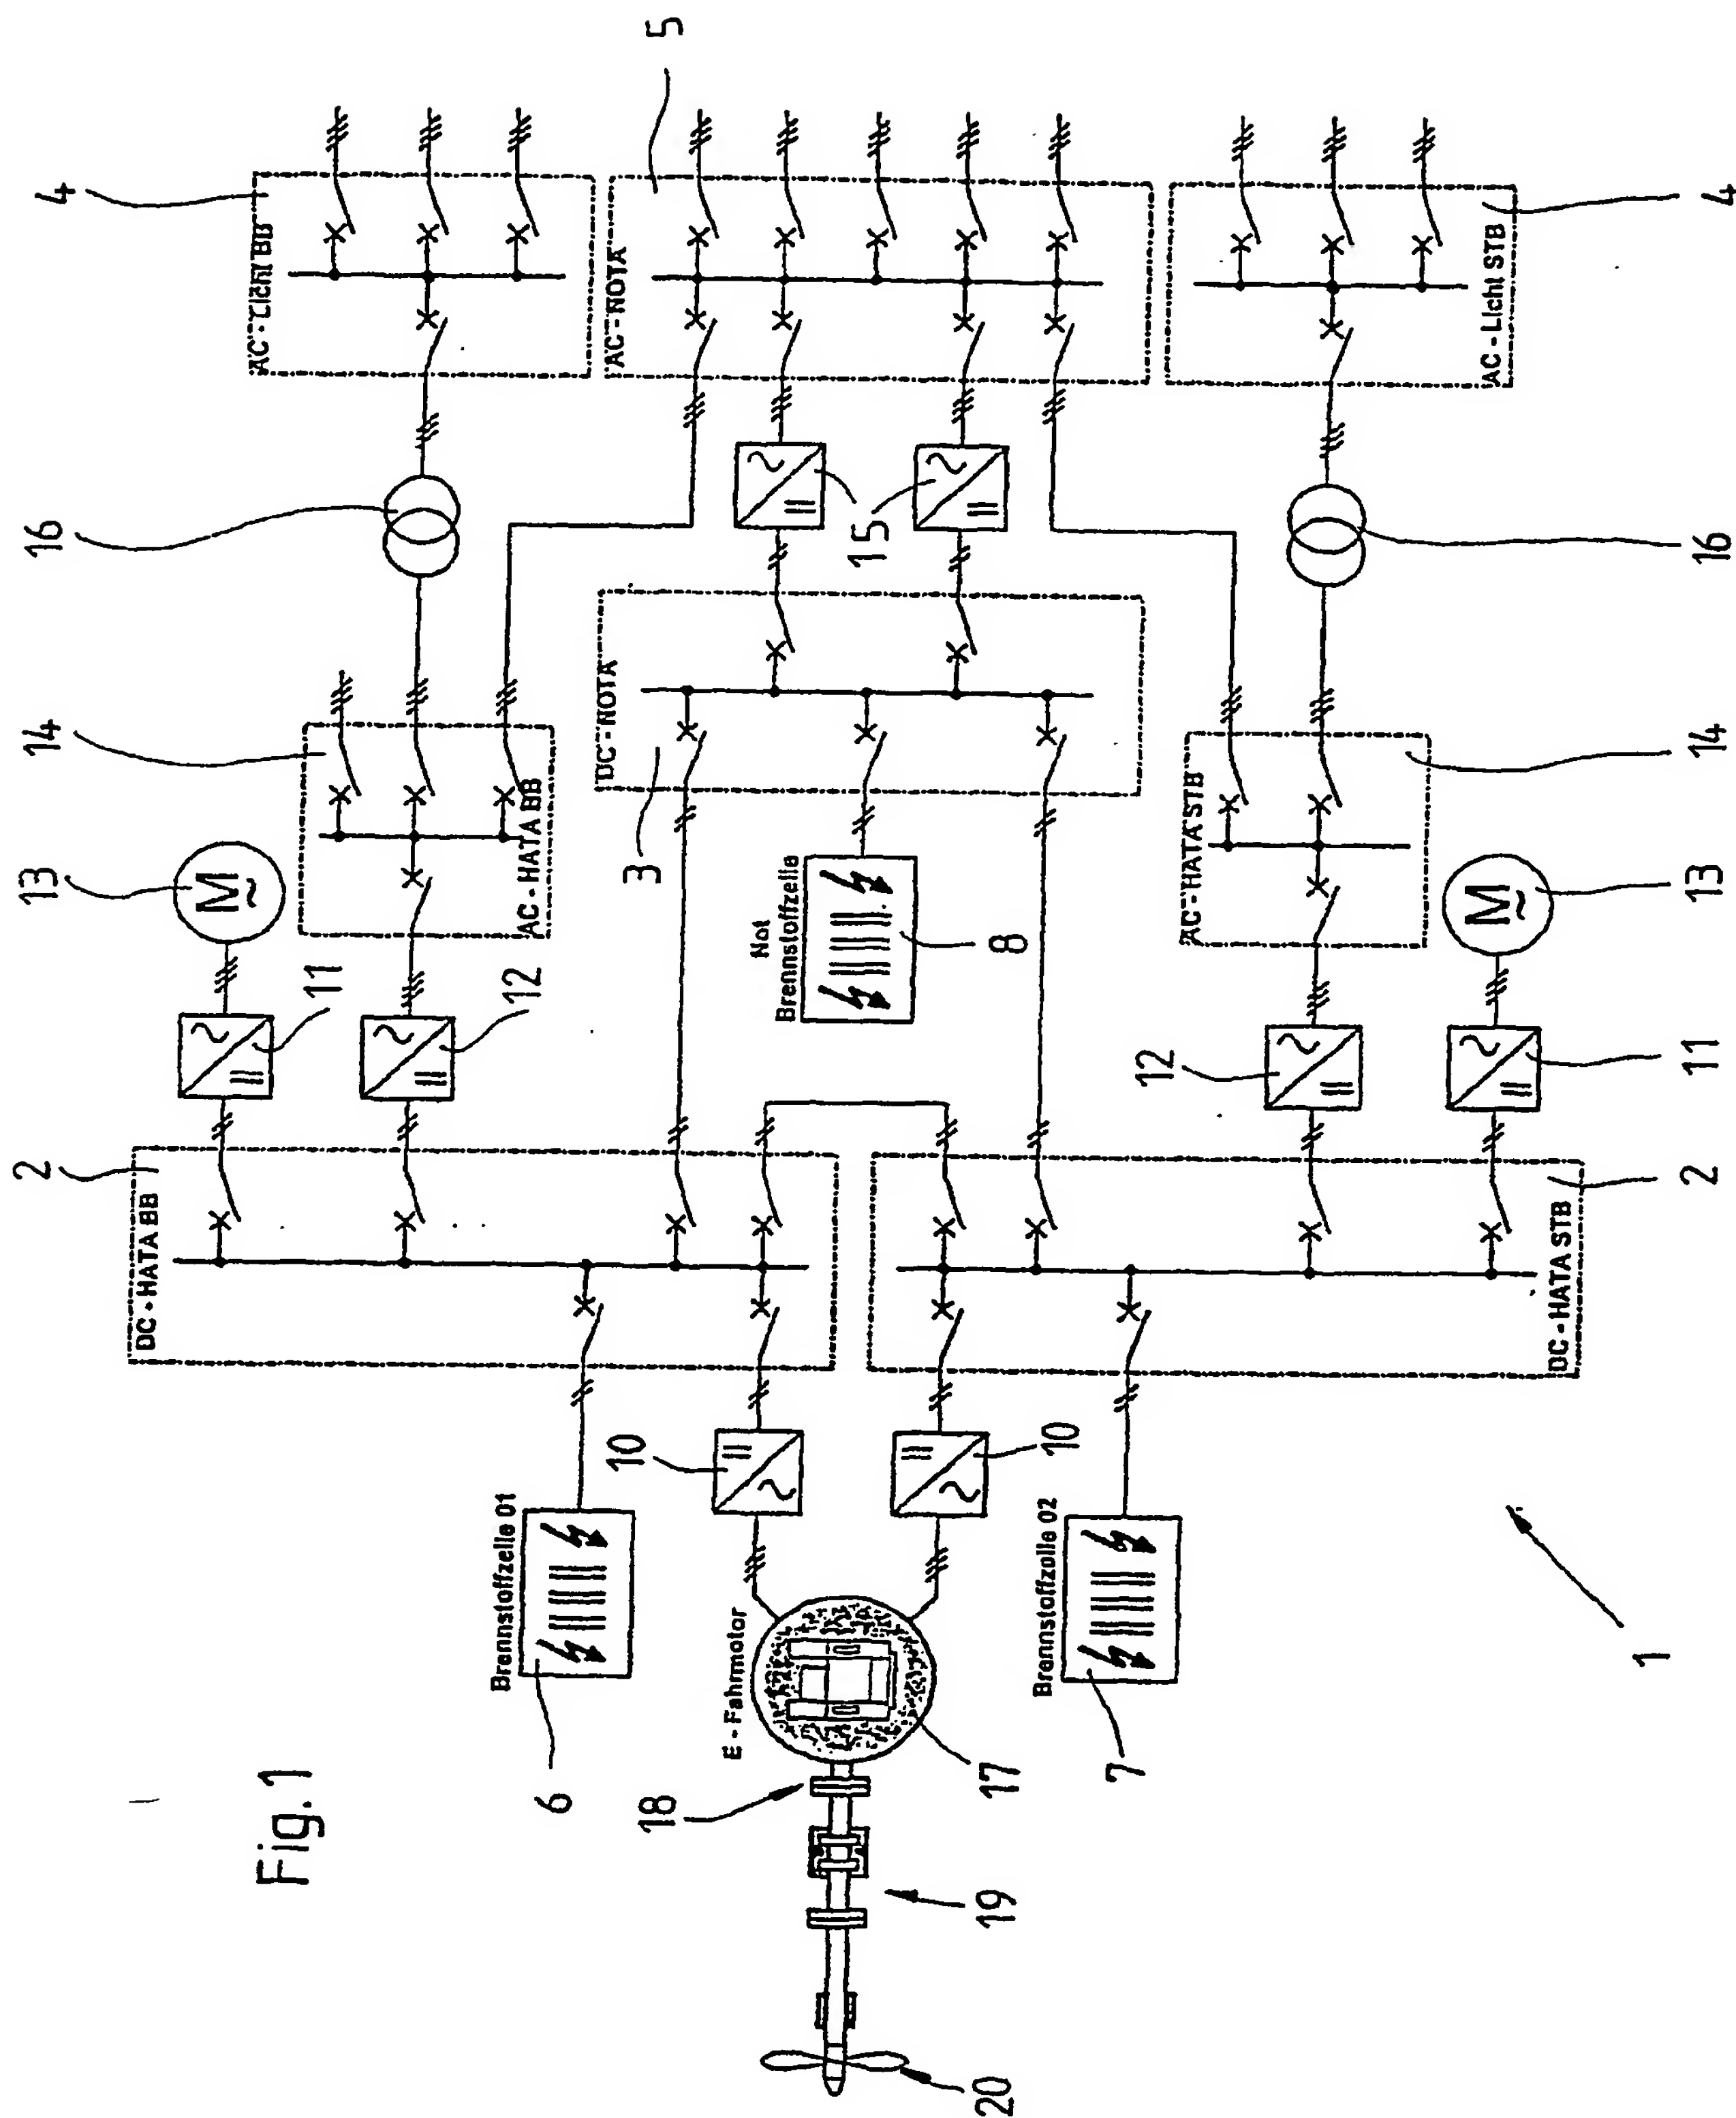 2
13
14
16
4
DC - HATA BB
M
~
AC - Licht BB
Fig.1
11
Brennstoffzelle 01
12
AC - HATA BB
6
DC - NOTA
AC - NOTA
10
3
18
5
E - Fahrmotor
Not
Brennstoffzelle
15
20
19
17
8
Brennstoffzolle 02
10
7
12
AC - HATA STB
AC - Licht STB
M
~
DC - HATA STB
1
2
11
13
14
16
4